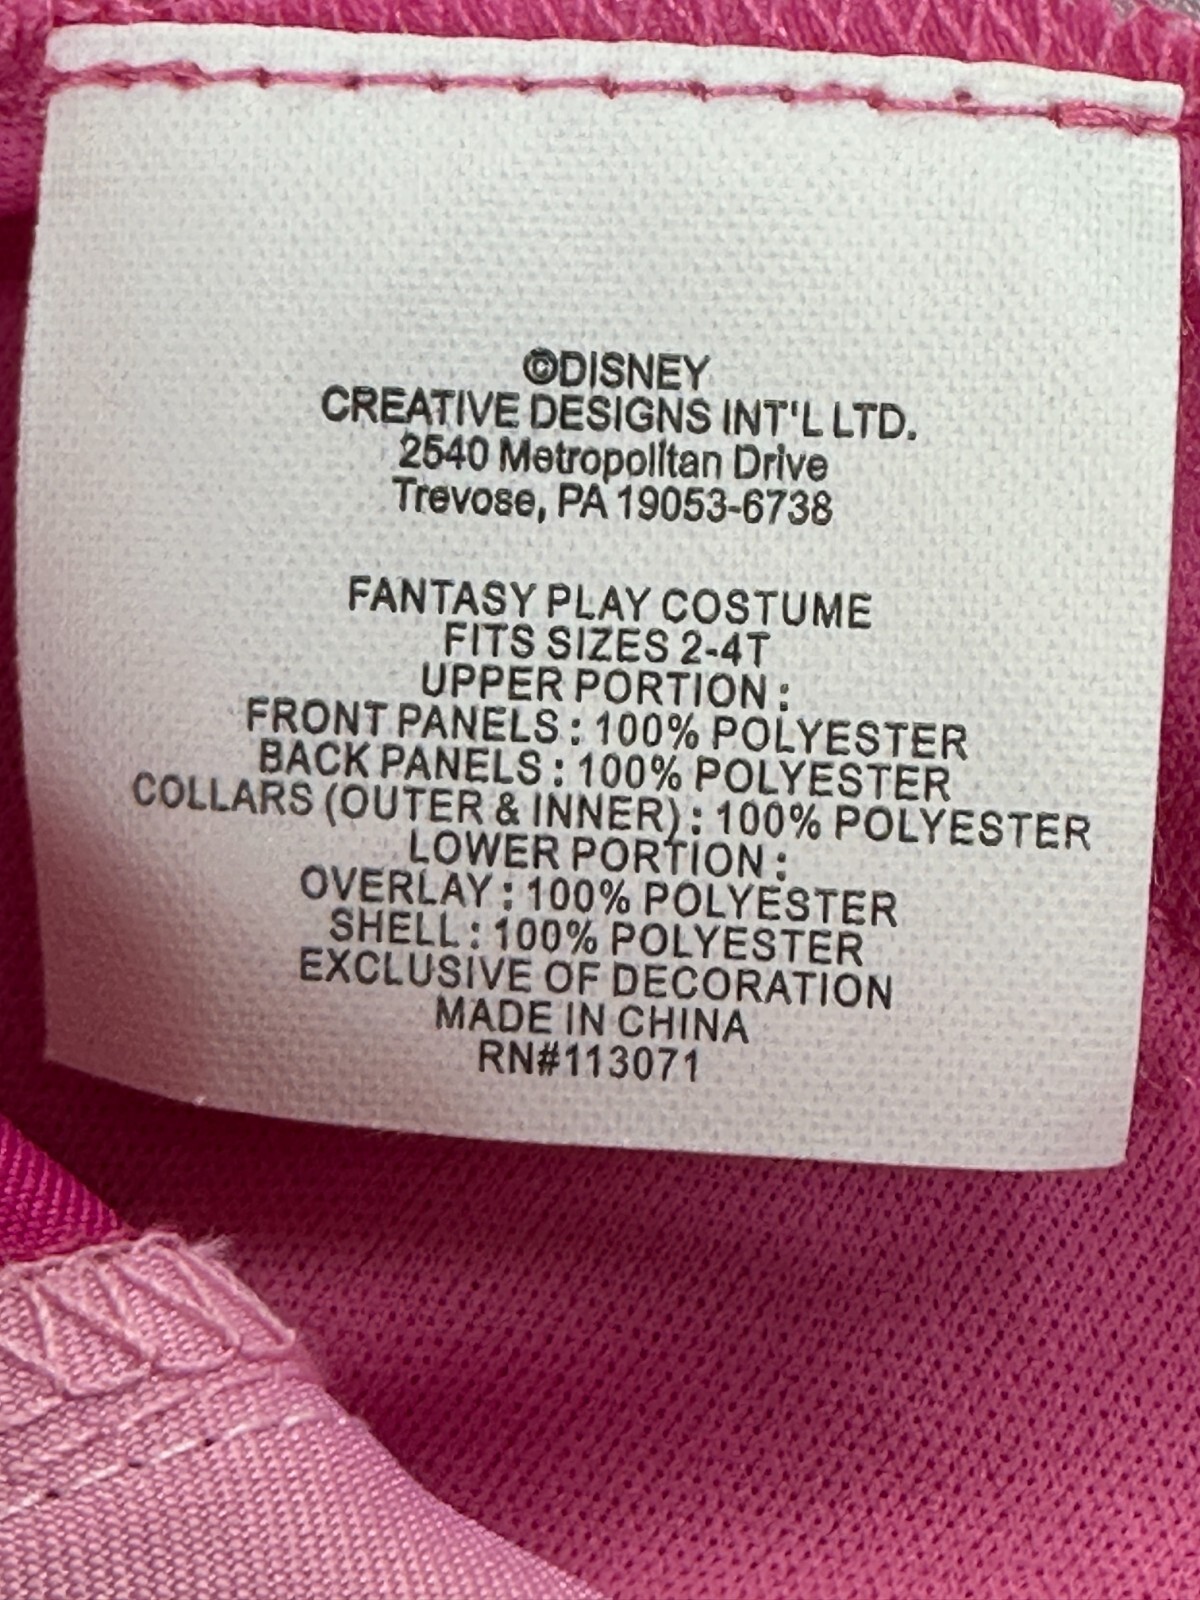 ©DISNEY
CREATIVE DESIGNS INT'L LTD.
2540 Metropolitan Drive
Trevose, PA 19053-6738
FANTASY PLAY COSTUME
FITS SIZES 2-4T
UPPER PORTION :
FRONT PANELS : 100% POLYESTER
BACK PANELS : 100% POLYESTER
COLLARS (OUTER & INNER) : 100% POLYESTER
LOWER PORTION :
OVERLAY : 100% POLYESTER
SHELL : 100% POLYESTER
EXCLUSIVE OF DECORATION
MADE IN CHINA
RN#113071